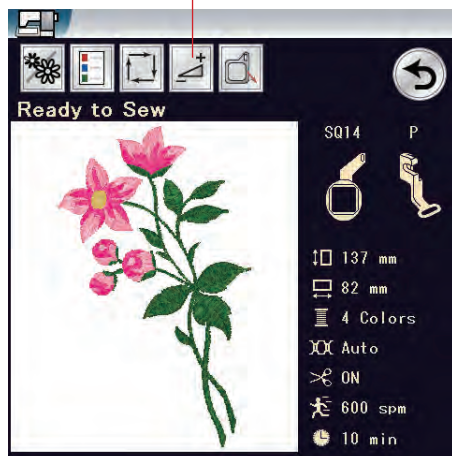 Ready to Sew
SQ14 P
137 mm
82 mm
4 Colors
Auto
ON
600 spm
10 min